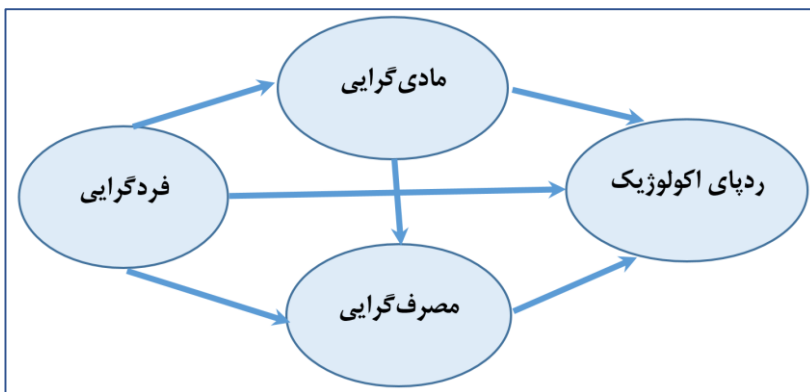 مادی‌گرایی
ردپای اکولوژیک
فردگرایی
مصرف‌گرایی